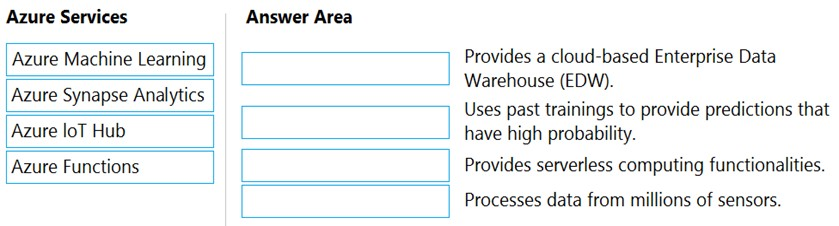 Azure Services
Answer Area
Azure Machine Learning
Azure Synapse Analytics
Azure IoT Hub
Azure Functions
Provides a cloud-based Enterprise Data
Warehouse (EDW).
Uses past trainings to provide predictions that
have high probability.
Provides serverless computing functionalities.
Processes data from millions of sensors.